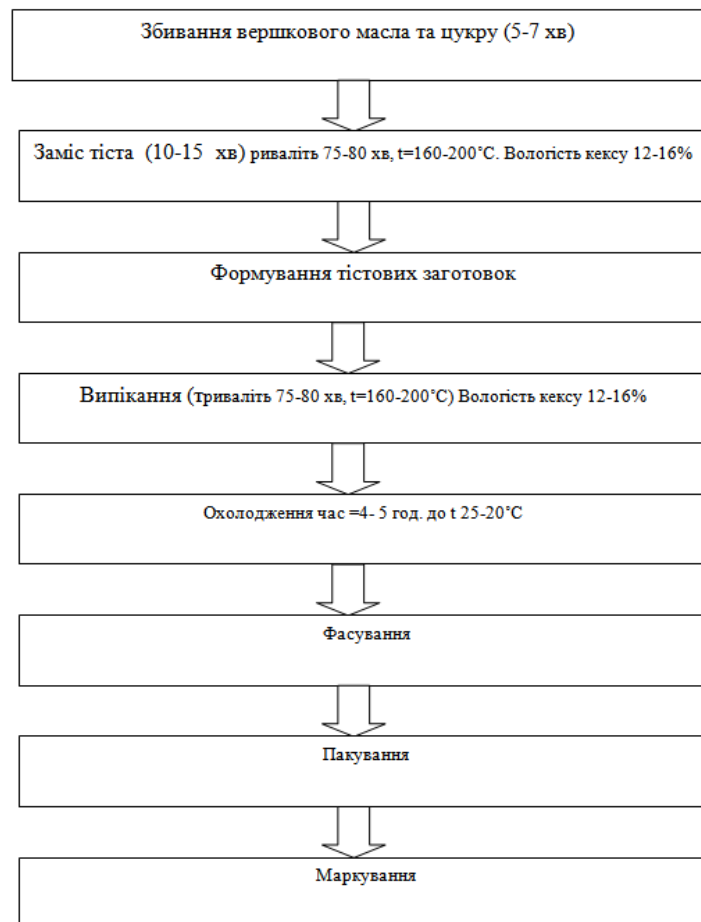 Збивання вершкового масла та цукру (5-7 хв)
Заміс тіста (10-15 хв) риваліть 75-80 хв, t=160-200˚С. Вологість кексу 12-16%
Формування тістових заготовок
Випікання (триваліть 75-80 хв, t=160-200˚С) Вологість кексу 12-16%
Охолодження час =4- 5 год. до t 25-20˚С
Фасування
Пакування
Маркування